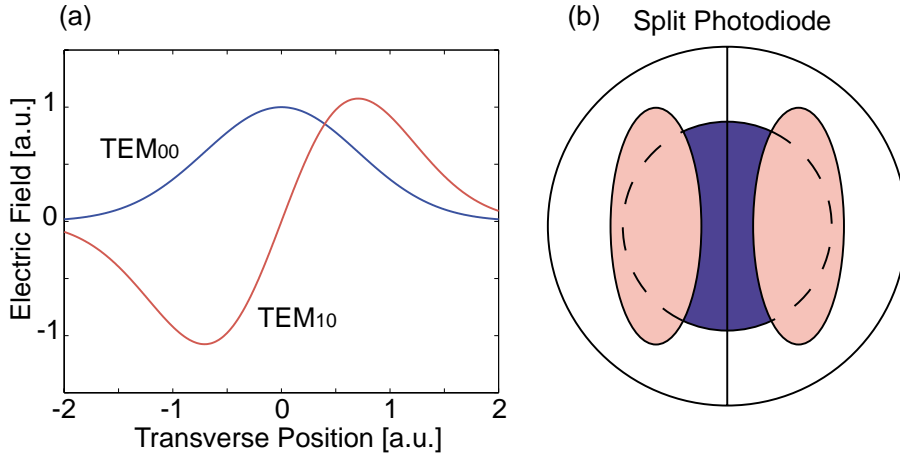 (a)
Electric Field [a.u.]
1
0
-1
TEM00
TEM10
-2
-1
0
1
2
Transverse Position [a.u.]
(b)
Split Photodiode